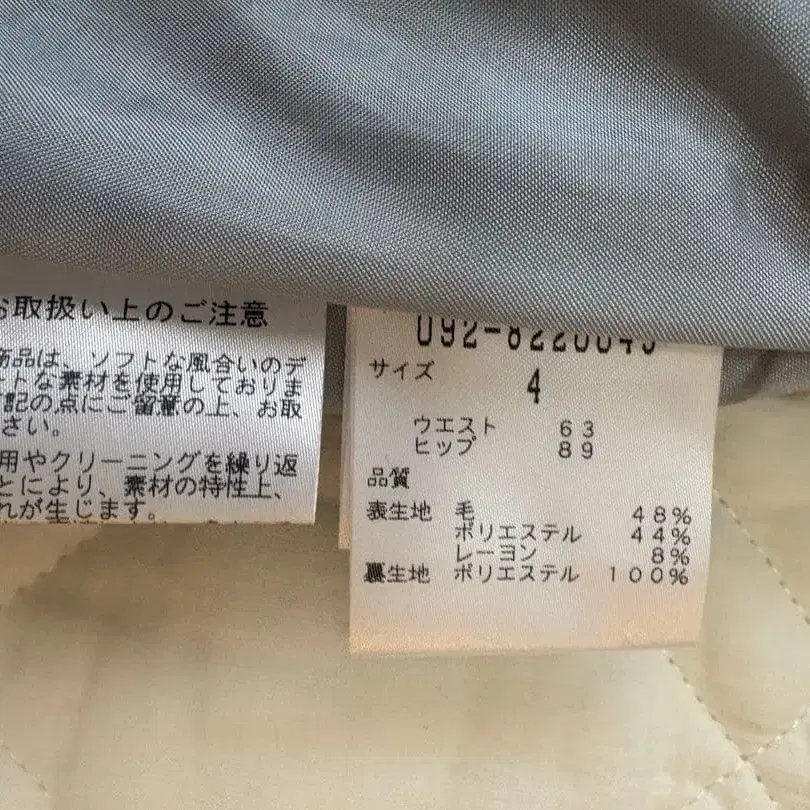 お取扱い上のご注意
商品は、ソフトな風合いのデ
ートな素材を使用しておりま
記の点にご留意の上、お取
さい。
用やクリーニングを繰り返
とにより、素材の特性上、
れが生じます。
092-8220049
サイズ
4
ウエスト 63
ヒップ 89
品質
表生地 毛 48%
ポリエステル 44%
レーヨン 8%
裏生地 ポリエステル 100%